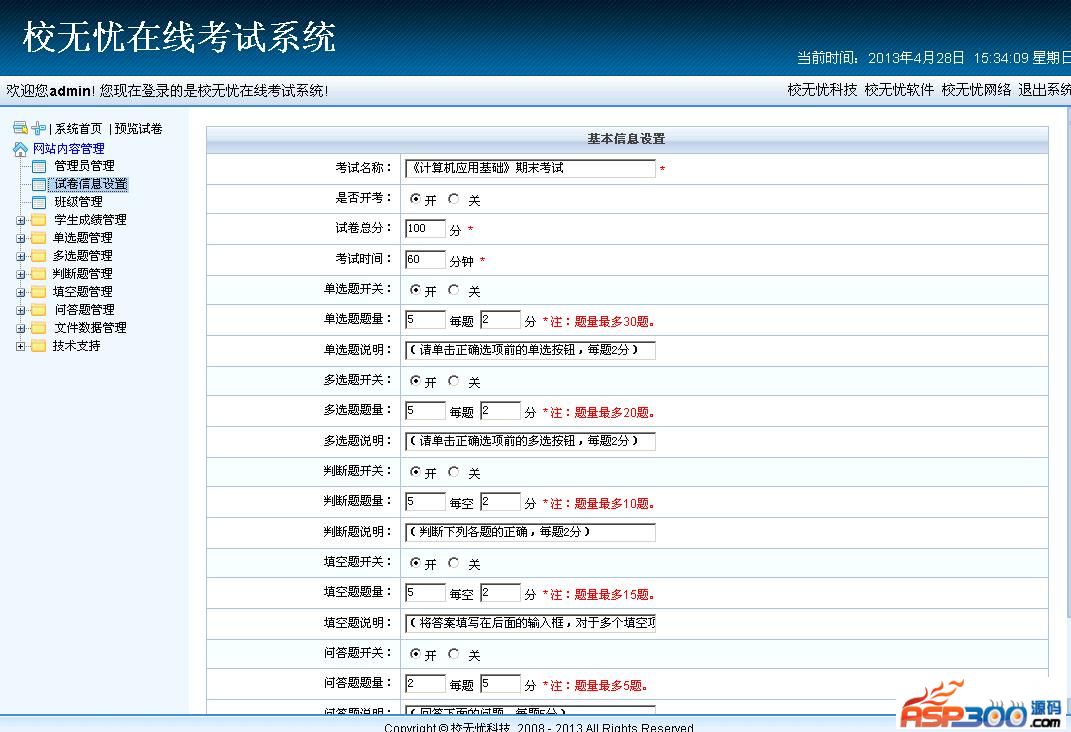 校无忧在线考试系统
当前时间：2013年4月28日 15:34:09 星期日
欢迎您admin! 您现在登录的是校无忧在线考试系统!
校无忧科技 校无忧软件 校无忧网络 退出系统
| 系统首页 | 预览试卷
网站内容管理
管理员管理
试卷信息设置
班级管理
学生成绩管理
单选题管理
多选题管理
判断题管理
填空题管理
问答题管理
文件数据管理
技术支持
基本信息设置
考试名称： 《计算机应用基础》期末考试 *
是否开考： 开 关
试卷总分： 100 分 *
考试时间： 60 分钟 *
单选题开关： 开 关
单选题题量： 5 每题 2 分 *注：题量最多30题。
单选题说明： （请单击正确选项前的单选按钮，每题2分）
多选题开关： 开 关
多选题题量： 5 每题 2 分 *注：题量最多20题。
多选题说明： （请单击正确选项前的多选按钮，每题2分）
判断题开关： 开 关
判断题题量： 5 每空 2 分 *注：题量最多10题。
判断题说明： （判断下列各题的正确，每题2分）
填空题开关： 开 关
填空题题量： 5 每空 2 分 *注：题量最多15题。
填空题说明： （将答案填写在后面的输入框，对于多个填空项
问答题开关： 开 关
问答题题量： 2 每题 5 分 *注：题量最多5题。
问答题说明： （回答下面的问题，每题5分）
Copyright © 校无忧科技 2008 - 2013 All Rights Reserved
ASP300源码.com